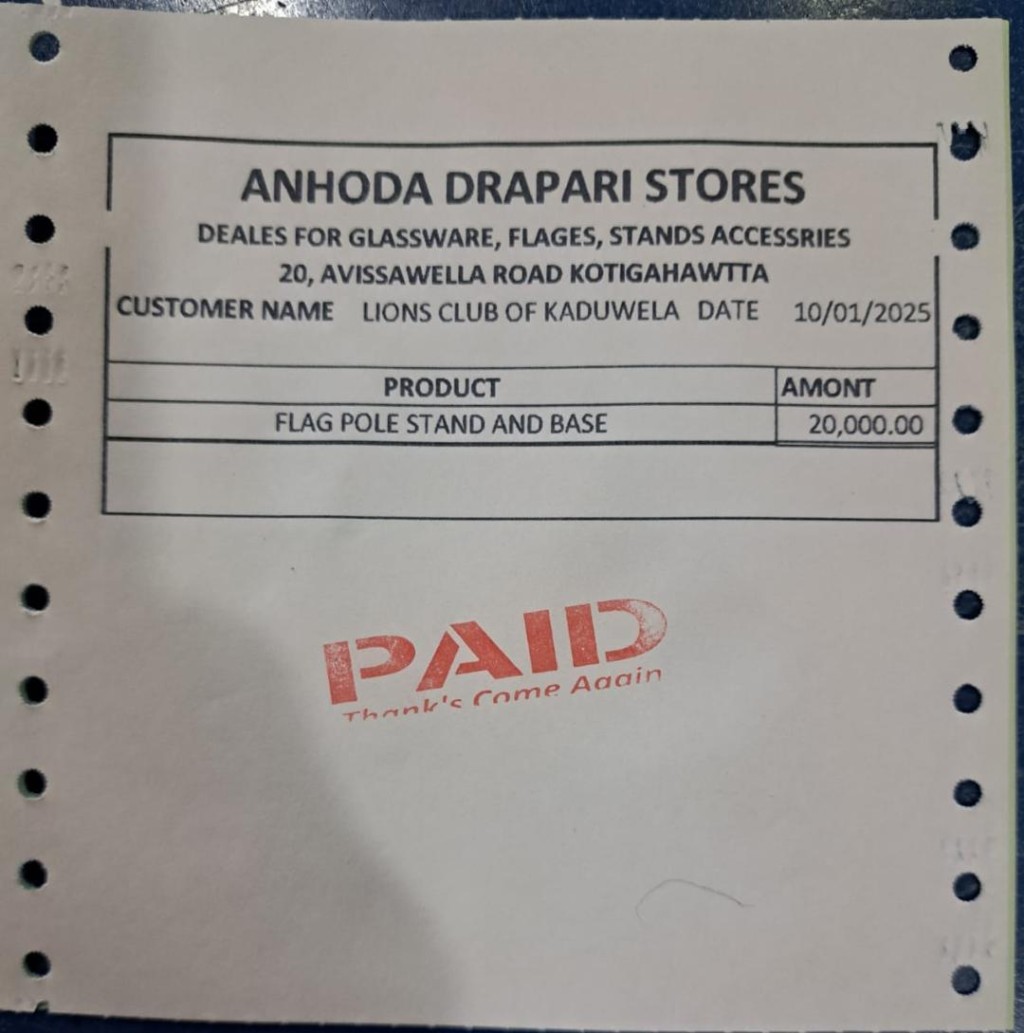 ANHODA DRAPARI STORES
DEALES FOR GLASSWARE, FLAGES, STANDS ACCESSRIES
20, AVISSAWELLA ROAD KOTIGAHAWTTA
CUSTOMER NAME LIONS CLUB OF KADUWELA DATE 10/01/2025
PRODUCT AMONT
FLAG POLE STAND AND BASE 20,000.00
PAID
Thank's Come Again